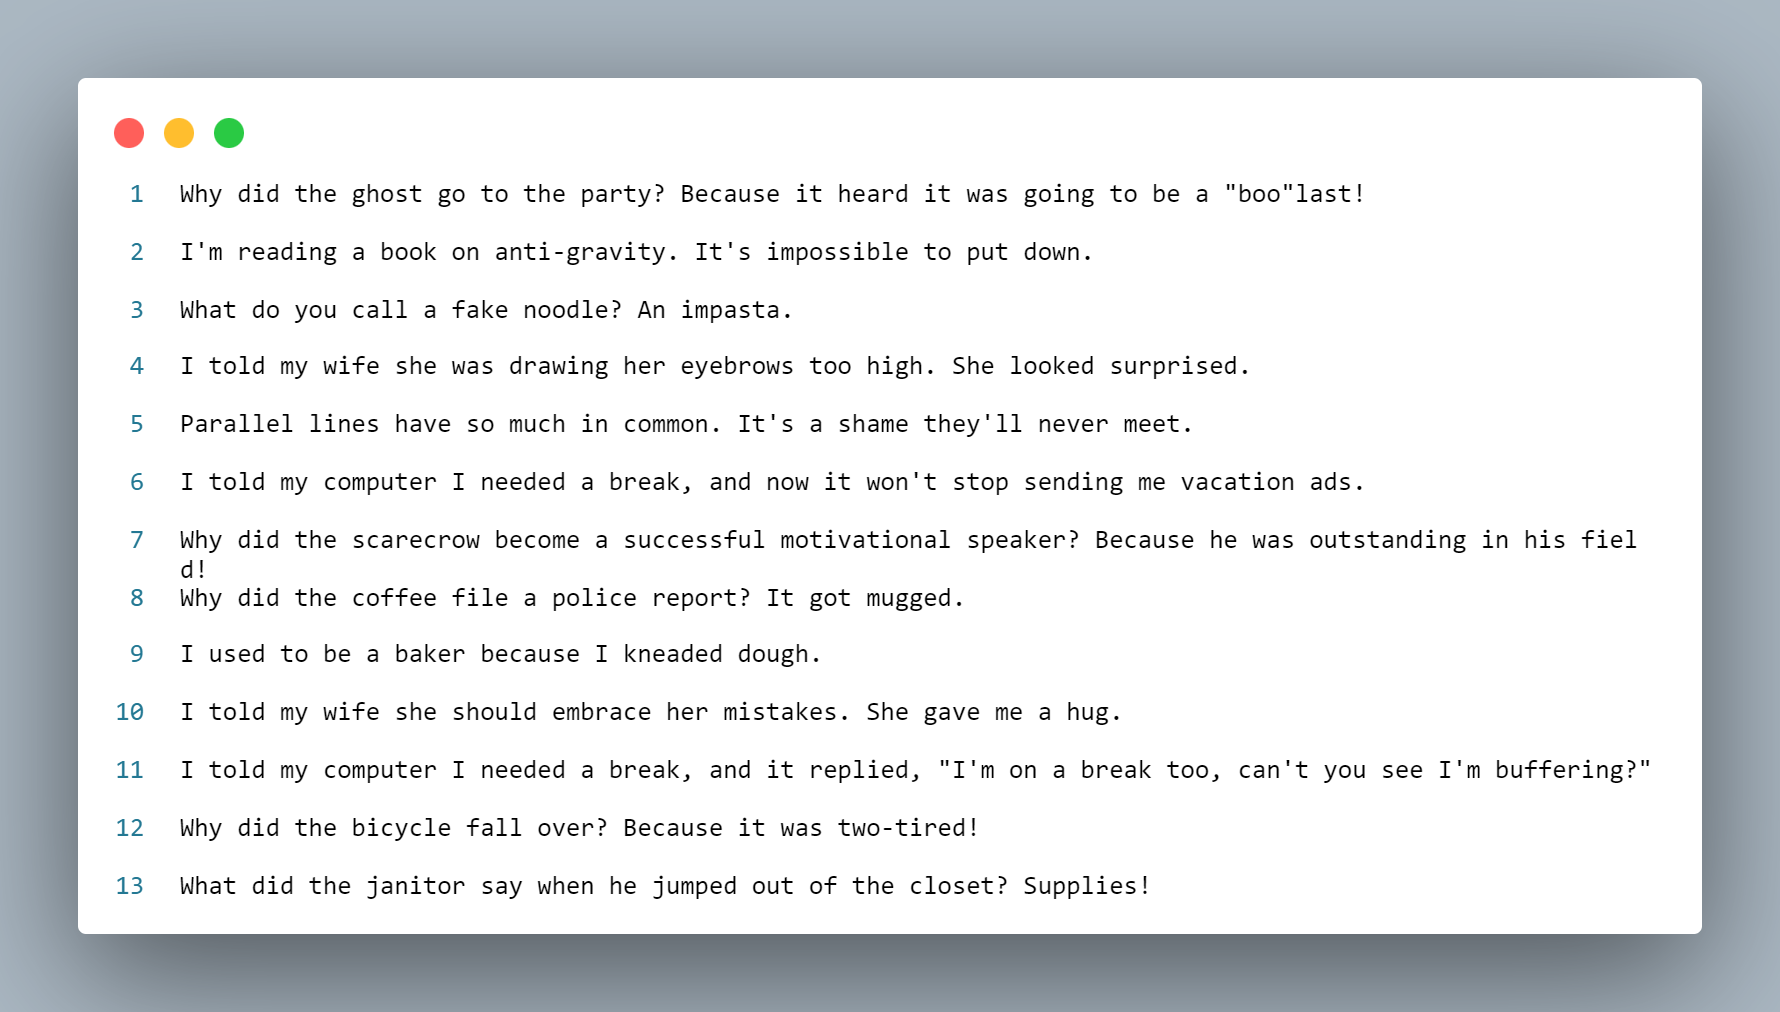 1 Why did the ghost go to the party? Because it heard it was going to be a "boo"last!
2 I'm reading a book on anti-gravity. It's impossible to put down.
3 What do you call a fake noodle? An impasta.
4 I told my wife she was drawing her eyebrows too high. She looked surprised.
5 Parallel lines have so much in common. It's a shame they'll never meet.
6 I told my computer I needed a break, and now it won't stop sending me vacation ads.
7 Why did the scarecrow become a successful motivational speaker? Because he was outstanding in his fiel
d!
8 Why did the coffee file a police report? It got mugged.
9 I used to be a baker because I kneaded dough.
10 I told my wife she should embrace her mistakes. She gave me a hug.
11 I told my computer I needed a break, and it replied, "I'm on a break too, can't you see I'm buffering?"
12 Why did the bicycle fall over? Because it was two-tired!
13 What did the janitor say when he jumped out of the closet? Supplies!